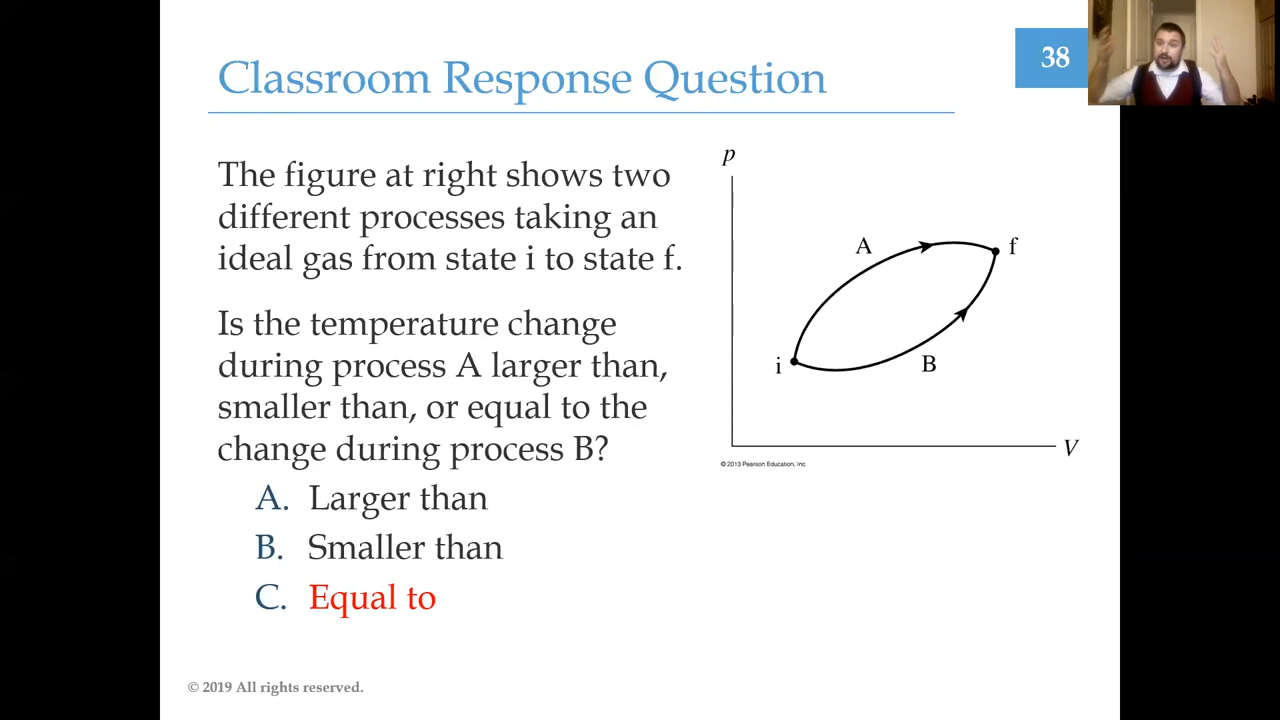 Classroom Response Question
38
The figure at right shows two
different processes taking an
ideal gas from state i to state f.
Is the temperature change
during process A larger than,
smaller than, or equal to the
change during process B?
A. Larger than
B. Smaller than
C. Equal to
p
A
f
i
B
V
© 2013 Pearson Education, Inc.
© 2019 All rights reserved.